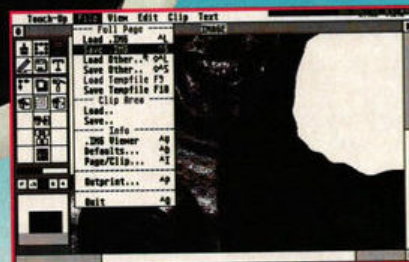 Touch-Up File View Edit Clip Text
Full Page
Load .IMG ^L
Save .IMG ^S
Load Other.. ◇^L
Save Other.. ◇^S
Load Tempfile F9
Save Tempfile F10
Clip Area
Load..
Save..
Info
.IMG Viewer
Defaults...
Page/Clip... ^I
Outprint... ^P
Quit ^Q
IMAGE
T